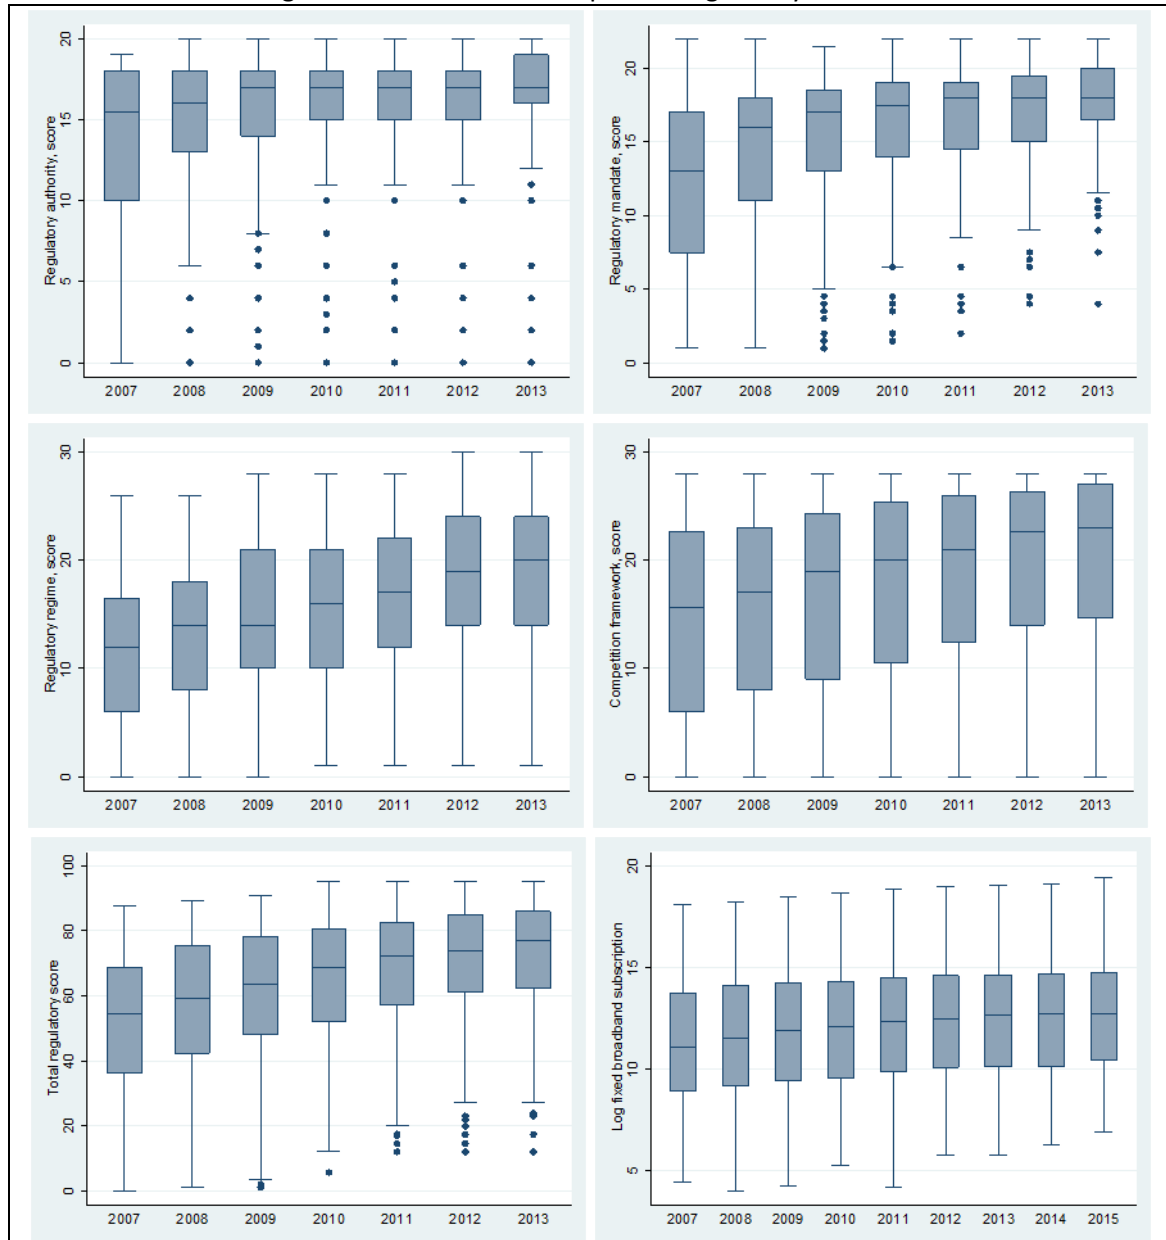 20
15
10
5
0
Regulatory authority, score
2007 2008 2009 2010 2011 2012 2013
20
15
10
5
0
Regulatory mandate, score
2007 2008 2009 2010 2011 2012 2013
30
20
10
0
Regulatory regime, score
2007 2008 2009 2010 2011 2012 2013
30
20
10
0
Competition framework, score
2007 2008 2009 2010 2011 2012 2013
100
80
60
40
20
0
Total regulatory score
2007 2008 2009 2010 2011 2012 2013
20
15
10
5
Log fixed broadband subscription
2007 2008 2009 2010 2011 2012 2013 2014 2015